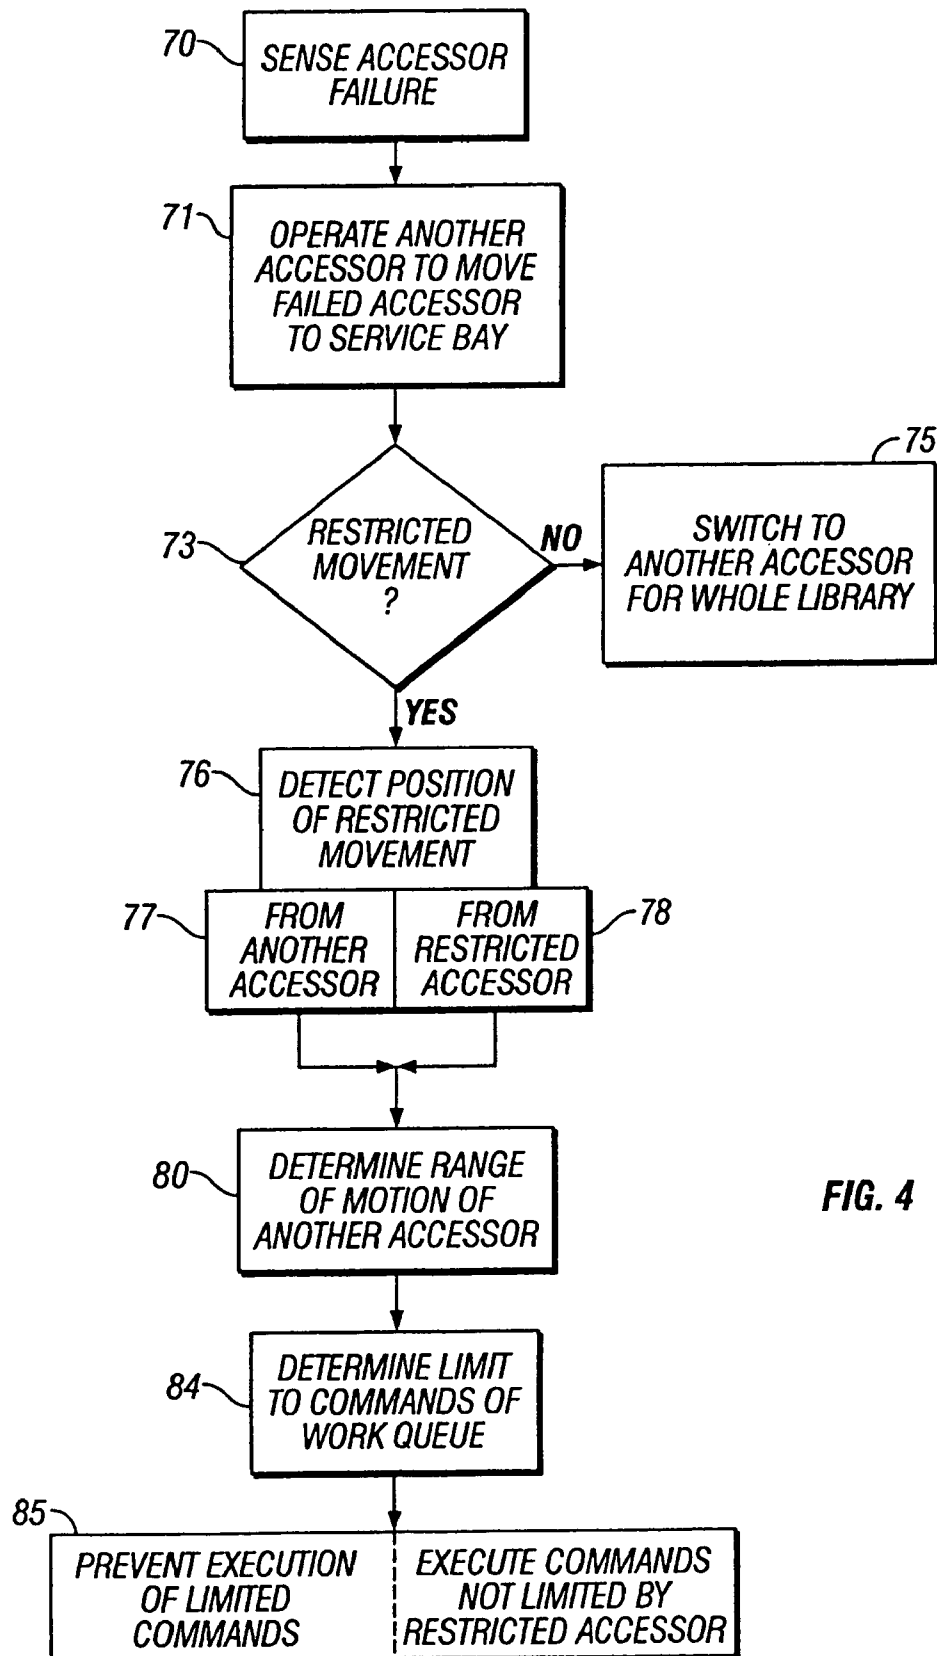 70
SENSE ACCESSOR
FAILURE
71
OPERATE ANOTHER
ACCESSOR TO MOVE
FAILED ACCESSOR
TO SERVICE BAY
73
RESTRICTED
MOVEMENT
?
NO
75
SWITCH TO
ANOTHER ACCESSOR
FOR WHOLE LIBRARY
YES
76
DETECT POSITION
OF RESTRICTED
MOVEMENT
77
FROM
ANOTHER
ACCESSOR
FROM
RESTRICTED
ACCESSOR
78
80
DETERMINE RANGE
OF MOTION OF
ANOTHER ACCESSOR
FIG. 4
84
DETERMINE LIMIT
TO COMMANDS OF
WORK QUEUE
85
PREVENT EXECUTION
OF LIMITED
COMMANDS
EXECUTE COMMANDS
NOT LIMITED BY
RESTRICTED ACCESSOR